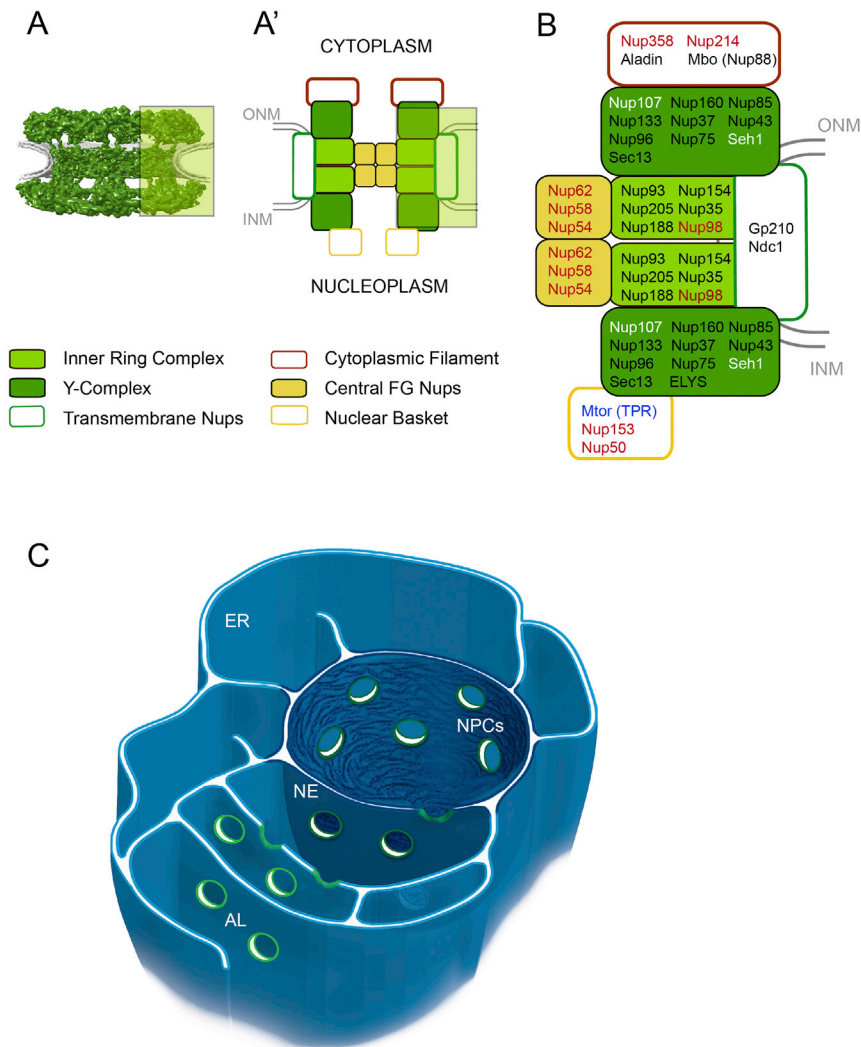 A
A'
CYTOPLASM
ONM
INM
NUCLEOPLASM
Inner Ring Complex
Y-Complex
Transmembrane Nups
Cytoplasmic Filament
Central FG Nups
Nuclear Basket
B
Nup358 Nup214
Aladin Mbo (Nup88)
Nup107 Nup160 Nup85
Nup133 Nup37 Nup43
Nup96 Nup75 Seh1
Sec13
ONM
Nup62
Nup58
Nup54
Nup93 Nup154
Nup205 Nup35
Nup188 Nup98
Gp210
Ndc1
Nup62
Nup58
Nup54
Nup93 Nup154
Nup205 Nup35
Nup188 Nup98
Nup107 Nup160 Nup85
Nup133 Nup37 Nup43
Nup96 Nup75 Seh1
Sec13 ELYS
INM
Mtor (TPR)
Nup153
Nup50
C
ER
NPCs
NE
AL